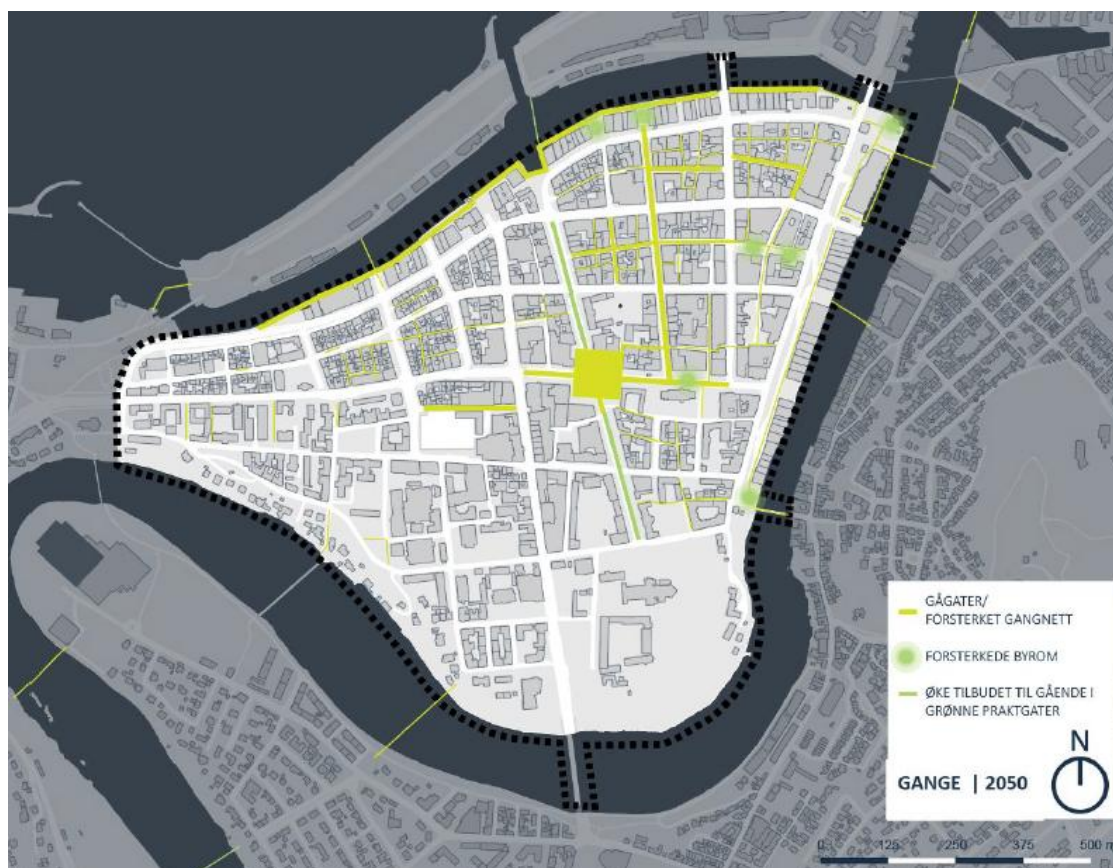 GÅGATER/
FORSTERKET GANGNETT
FORSTERKEDE BYROM
ØKE TILBUDET TIL GÅENDE I
GRØNNE PRAKTGATER
N
GANGE | 2050
0 125 250 375 500 m